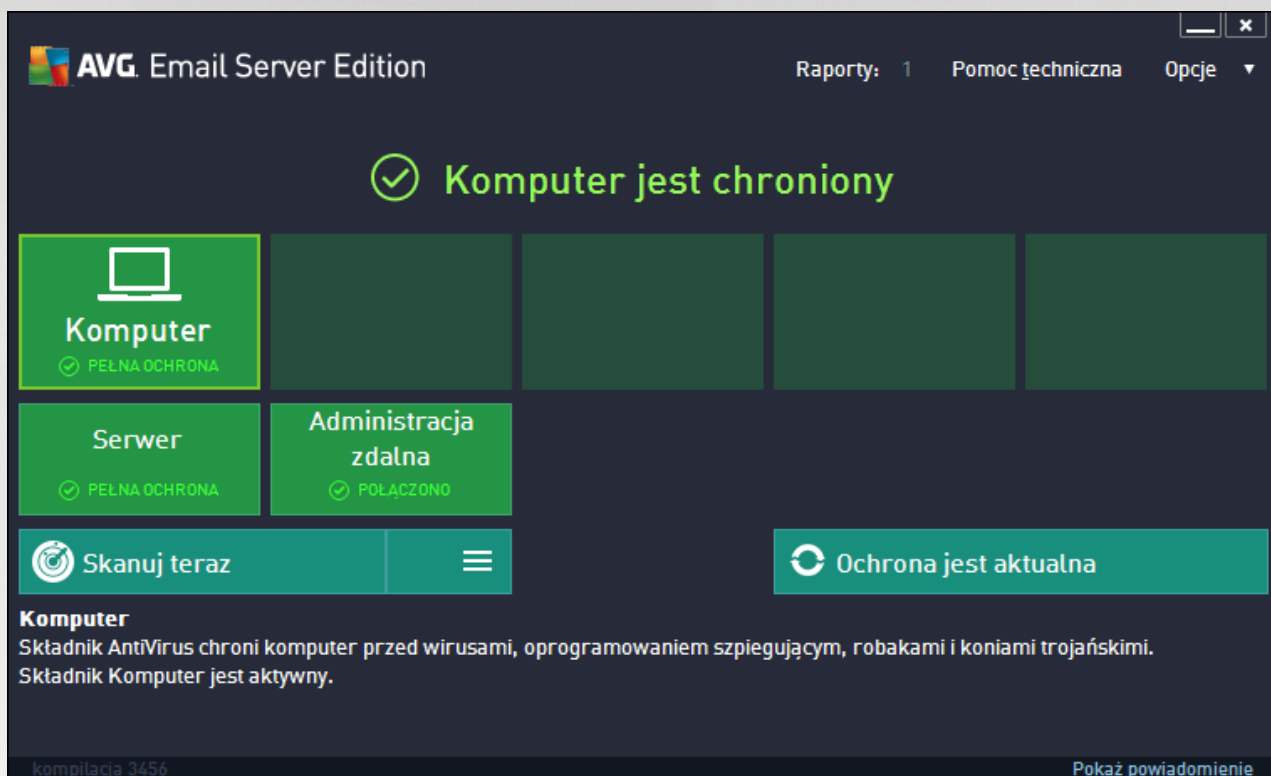 AVG. Email Server Edition
Raporty: 1 Pomoc techniczna Opcje
Komputer jest chroniony
Komputer
PEŁNA OCHRONA
Serwer
PEŁNA OCHRONA
Administracja
zdalna
POŁĄCZONO
Skanuj teraz
Ochrona jest aktualna
Komputer
Składnik AntiVirus chroni komputer przed wirusami, oprogramowaniem szpiegującym, robakami i koniami trojańskimi.
Składnik Komputer jest aktywny.
kompilacja 3456
Pokaż powiadomienie